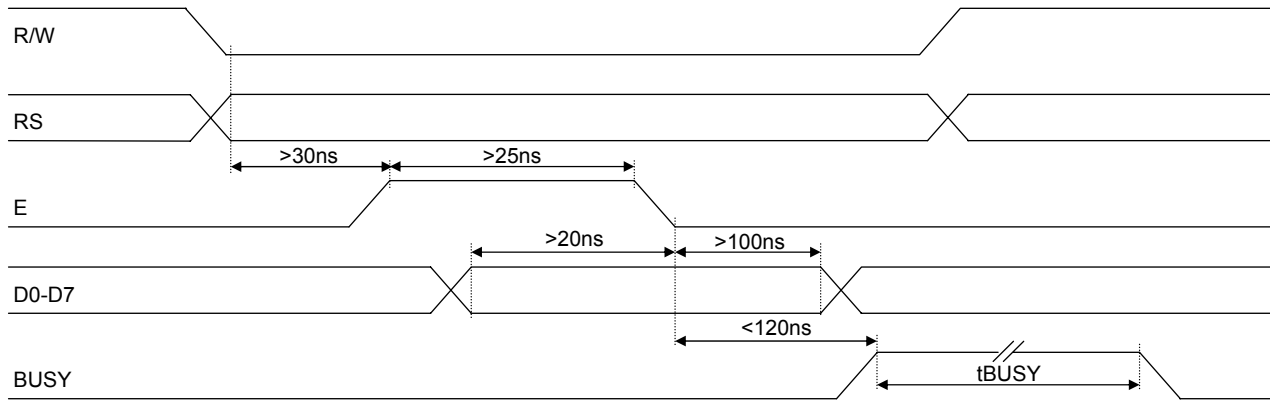 R/W
RS
>30ns >25ns
E
>20ns >100ns
D0-D7
<120ns
BUSY tBUSY